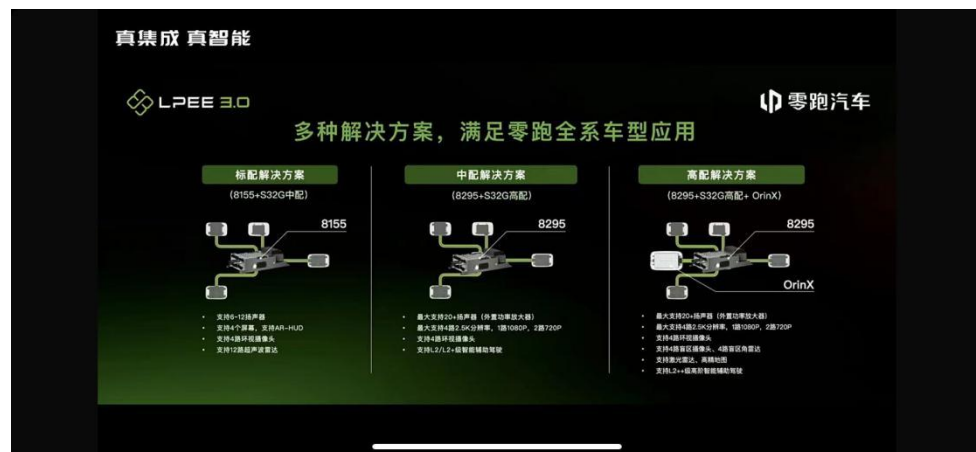 真集成 真智能
LPEE 3.0
零跑汽车
多种解决方案，满足零跑全系车型应用
标配解决方案
(8155+S32G中配)
8155
支持6-12扬声器
支持4个屏幕，支持AR-HUD
支持4路环视摄像头
支持12路超声波雷达
中配解决方案
(8295+S32G高配)
8295
最大支持20+扬声器（外置功率放大器）
最大支持4路2.5K分辨率，1路1080P，2路720P
支持4路环视摄像头
支持L2/L2+级智能辅助驾驶
高配解决方案
(8295+S32G高配+ OrinX)
8295
OrinX
最大支持20+扬声器（外置功率放大器）
最大支持4路2.5K分辨率，1路1080P，2路720P
支持4路环视摄像头
支持4路盲区摄像头、4路盲区角雷达
支持激光雷达、高精地图
支持L2++级高阶智能辅助驾驶